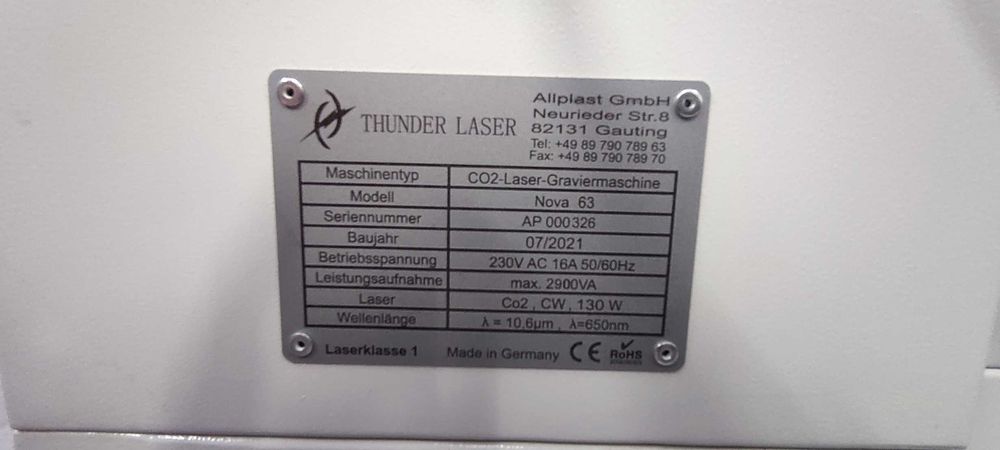 THUNDER LASER
Allplast GmbH
Neurieder Str.8
82131 Gauting
Tel: +49 89 790 789 63
Fax: +49 89 790 789 70
Maschinentyp CO2-Laser-Graviermaschine
Modell Nova 63
Seriennummer AP 000326
Baujahr 07/2021
Betriebsspannung 230V AC 16A 50/60Hz
Leistungsaufnahme max. 2900VA
Laser Co2 , CW , 130 W
Wellenlänge λ = 10,6µm , λ=650nm
Laserklasse 1 Made in Germany CE RoHS